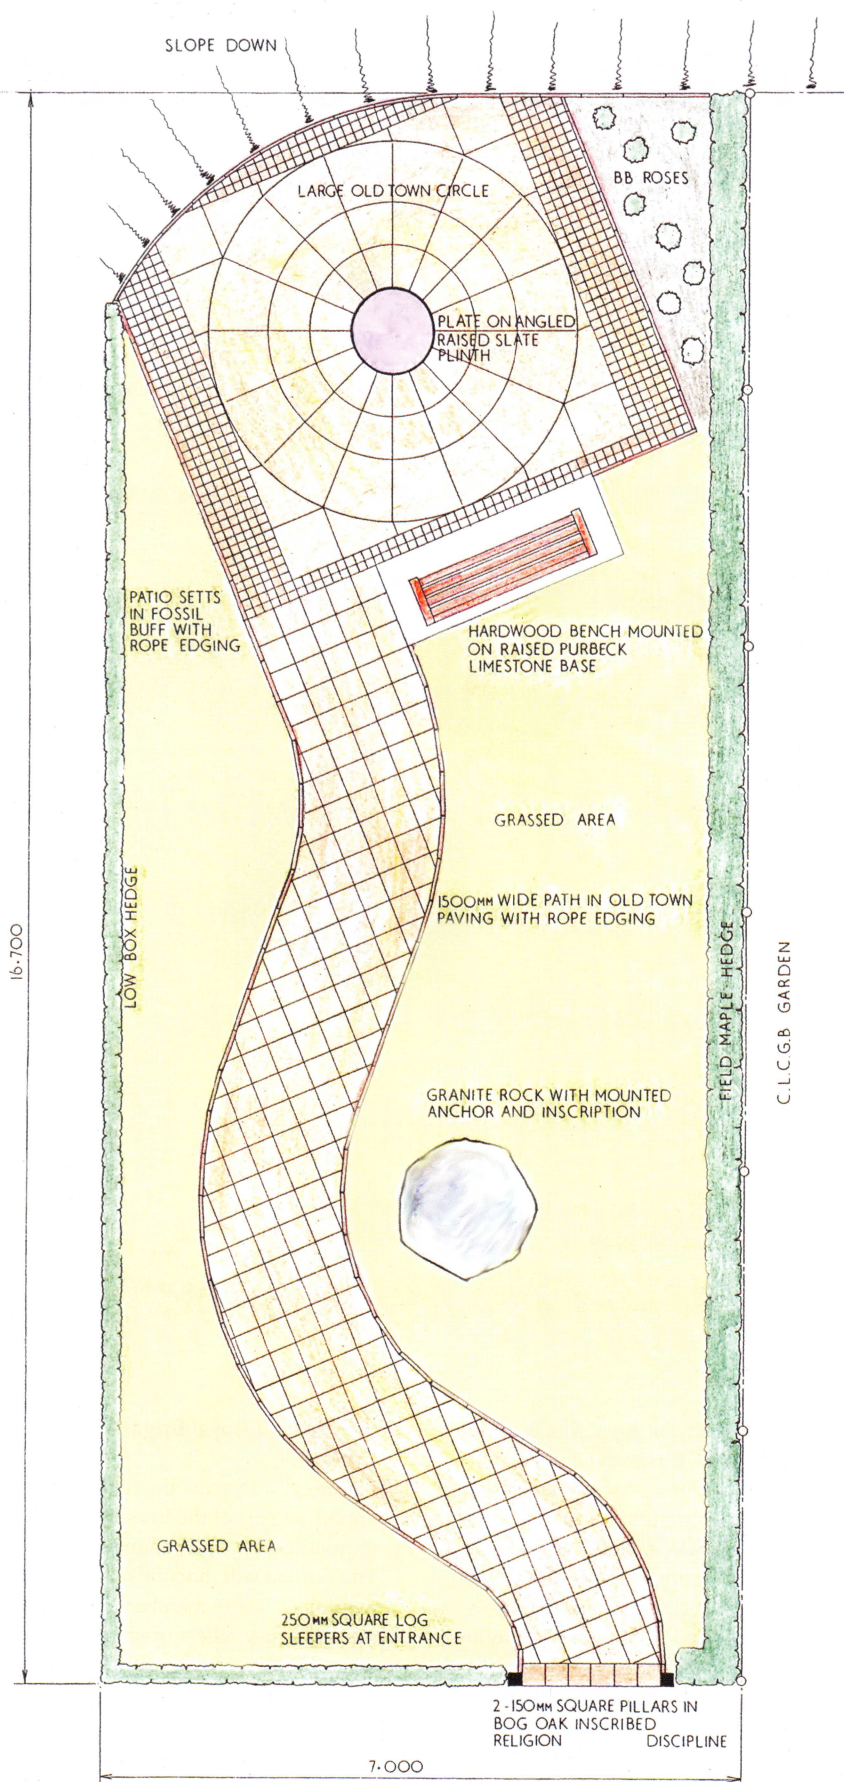 SLOPE DOWN
LARGE OLD TOWN CIRCLE
BB ROSES
PLATE ON ANGLED
RAISED SLATE
PLINTH
PATIO SETTS
IN FOSSIL
BUFF WITH
ROPE EDGING
HARDWOOD BENCH MOUNTED
ON RAISED PURBECK
LIMESTONE BASE
GRASSED AREA
1500MM WIDE PATH IN OLD TOWN
PAVING WITH ROPE EDGING
LOW BOX HEDGE
16·700
FIELD MAPLE HEDGE
C.L.C.G.B GARDEN
GRANITE ROCK WITH MOUNTED
ANCHOR AND INSCRIPTION
GRASSED AREA
250MM SQUARE LOG
SLEEPERS AT ENTRANCE
2-150MM SQUARE PILLARS IN
BOG OAK INSCRIBED
RELIGION DISCIPLINE
7·000